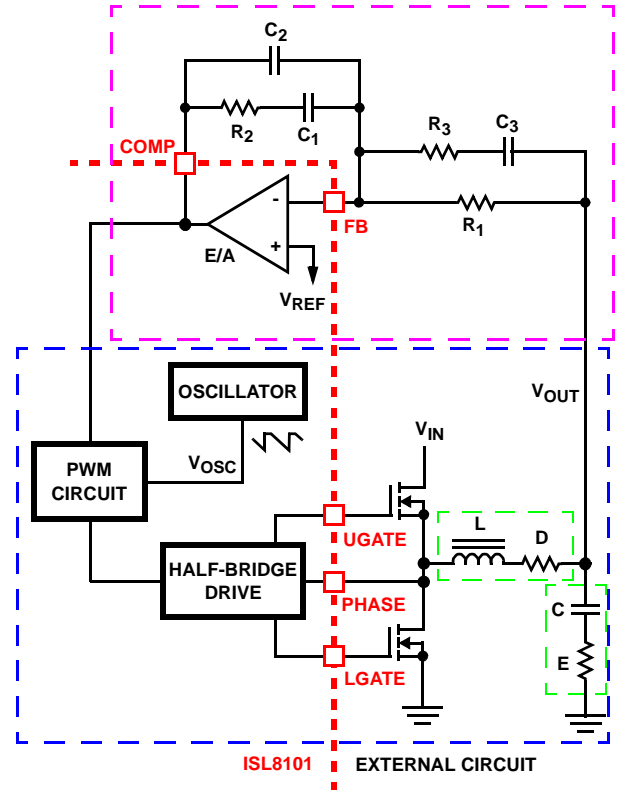 C2
R2
C1
R3
C3
COMP
-
FB
R1
+
E/A
VREF
OSCILLATOR
VOUT
VIN
PWM
CIRCUIT
VOSC
L
D
UGATE
HALF-BRIDGE
DRIVE
PHASE
C
E
LGATE
ISL8101
EXTERNAL CIRCUIT